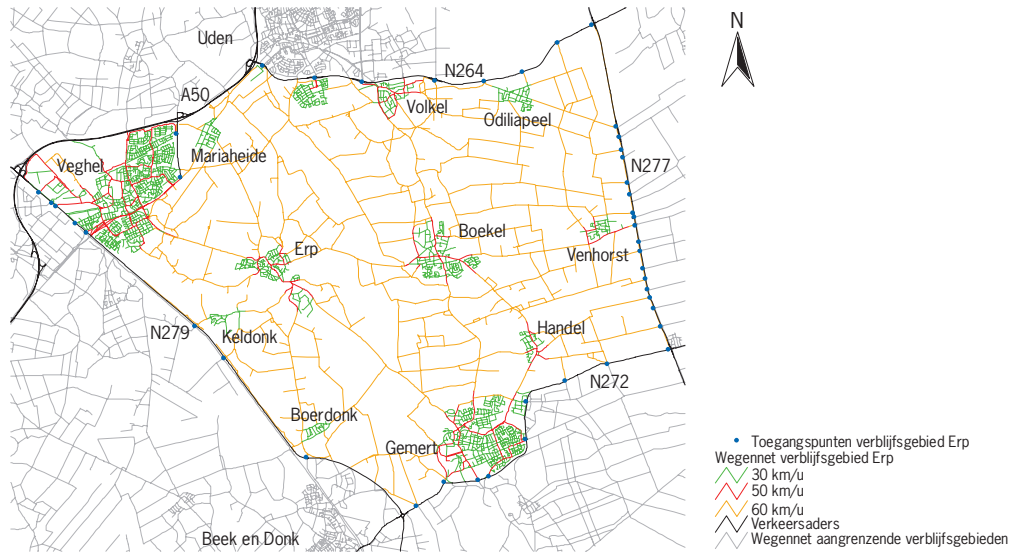 Uden
N
N264
A50
Volkel
Odiliapeel
Mariaheide
Veghel
N277
Boekel
Erp
Venhorst
N279
Keldonk
Handel
N272
Boerdonk
Gemert
Beek en Donk
Toegangspunten verblijfsgebied Erp
Wegennet verblijfsgebied Erp
30 km/u
50 km/u
60 km/u
Verkeersaders
Wegennet aangrenzende verblijfsgebieden